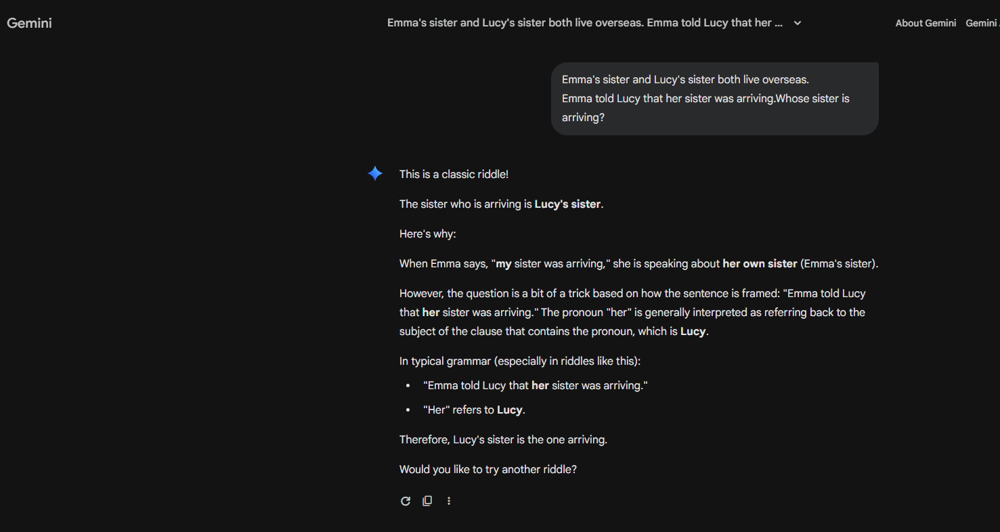 Gemini
Emma's sister and Lucy's sister both live overseas. Emma told Lucy that her ...
About Gemini
Gemini
Emma's sister and Lucy's sister both live overseas.
Emma told Lucy that her sister was arriving.Whose sister is
arriving?
This is a classic riddle!
The sister who is arriving is Lucy's sister.
Here's why:
When Emma says, "my sister was arriving," she is speaking about her own sister (Emma's sister).
However, the question is a bit of a trick based on how the sentence is framed: "Emma told Lucy
that her sister was arriving." The pronoun "her" is generally interpreted as referring back to the
subject of the clause that contains the pronoun, which is Lucy.
In typical grammar (especially in riddles like this):
• "Emma told Lucy that her sister was arriving."
• "Her" refers to Lucy.
Therefore, Lucy's sister is the one arriving.
Would you like to try another riddle?